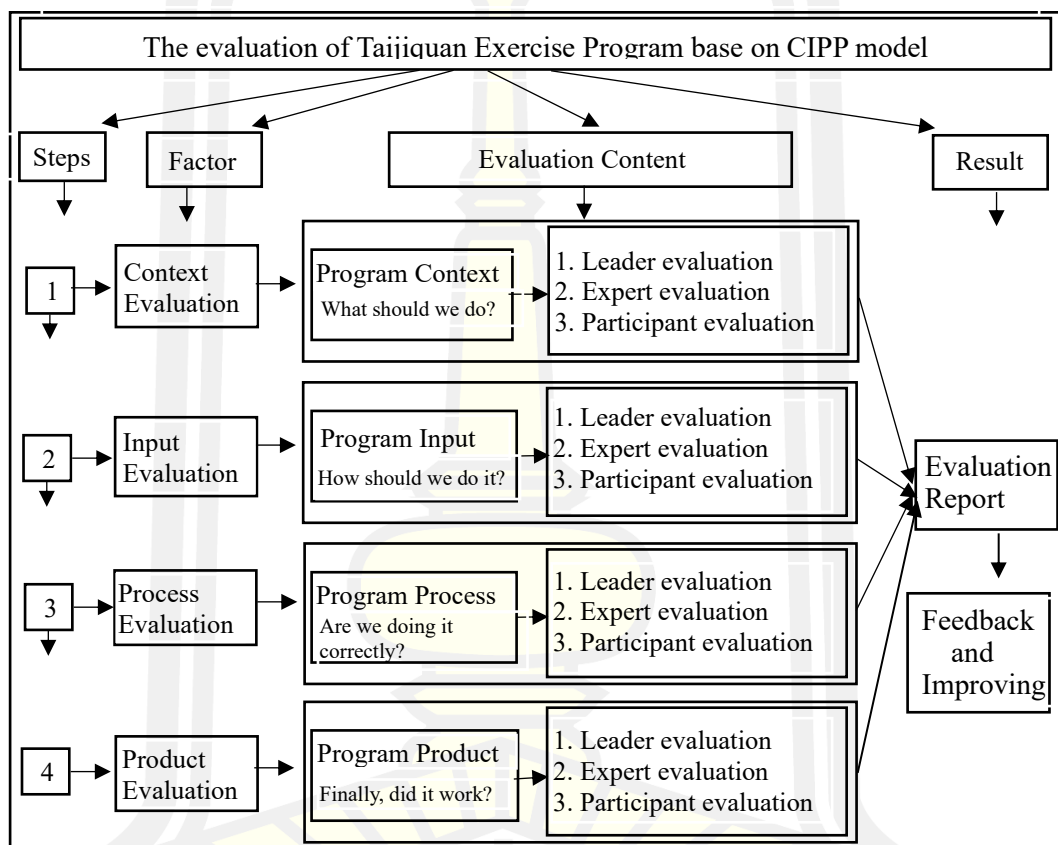 The evaluation of Taijiquan Exercise Program base on CIPP model
Steps
Factor
Evaluation Content
Result
1
Context
Evaluation
Program Context
What should we do?
1. Leader evaluation
2. Expert evaluation
3. Participant evaluation
2
Input
Evaluation
Program Input
How should we do it?
1. Leader evaluation
2. Expert evaluation
3. Participant evaluation
3
Process
Evaluation
Program Process
Are we doing it
correctly?
1. Leader evaluation
2. Expert evaluation
3. Participant evaluation
4
Product
Evaluation
Program Product
Finally, did it work?
1. Leader evaluation
2. Expert evaluation
3. Participant evaluation
Evaluation
Report
Feedback
and
Improving